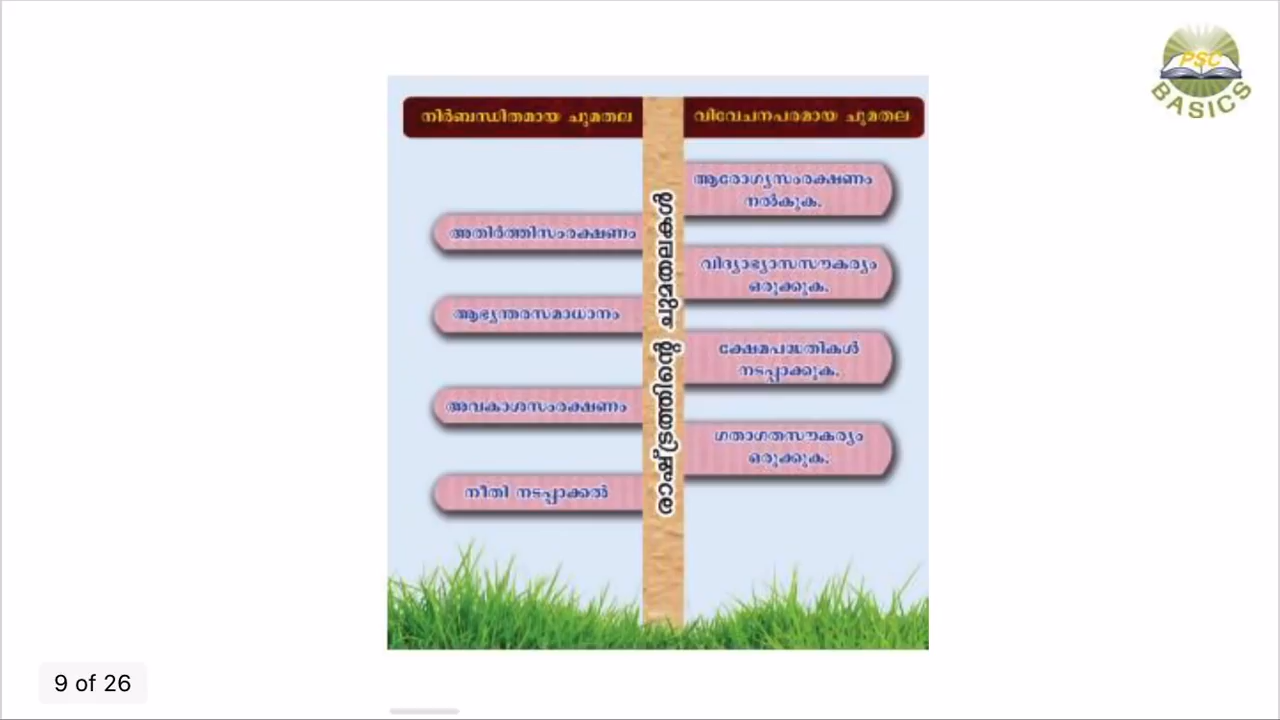 PSC
BASICS
നിർബന്ധിതമായ ചുമതല
വിവേചനപരമായ ചുമതല
രാഷ്ട്രത്തിന്റെ ചുമതലകൾ
അതിർത്തിസംരക്ഷണം
ആഭ്യന്തരസമാധാനം
അവകാശസംരക്ഷണം
നീതി നടപ്പാക്കൽ
ആരോഗ്യസംരക്ഷണം
നൽകുക.
വിദ്യാഭ്യാസസൗകര്യം
ഒരുക്കുക.
ക്ഷേമപദ്ധതികൾ
നടപ്പാക്കുക.
ഗതാഗതസൗകര്യം
ഒരുക്കുക.
9 of 26